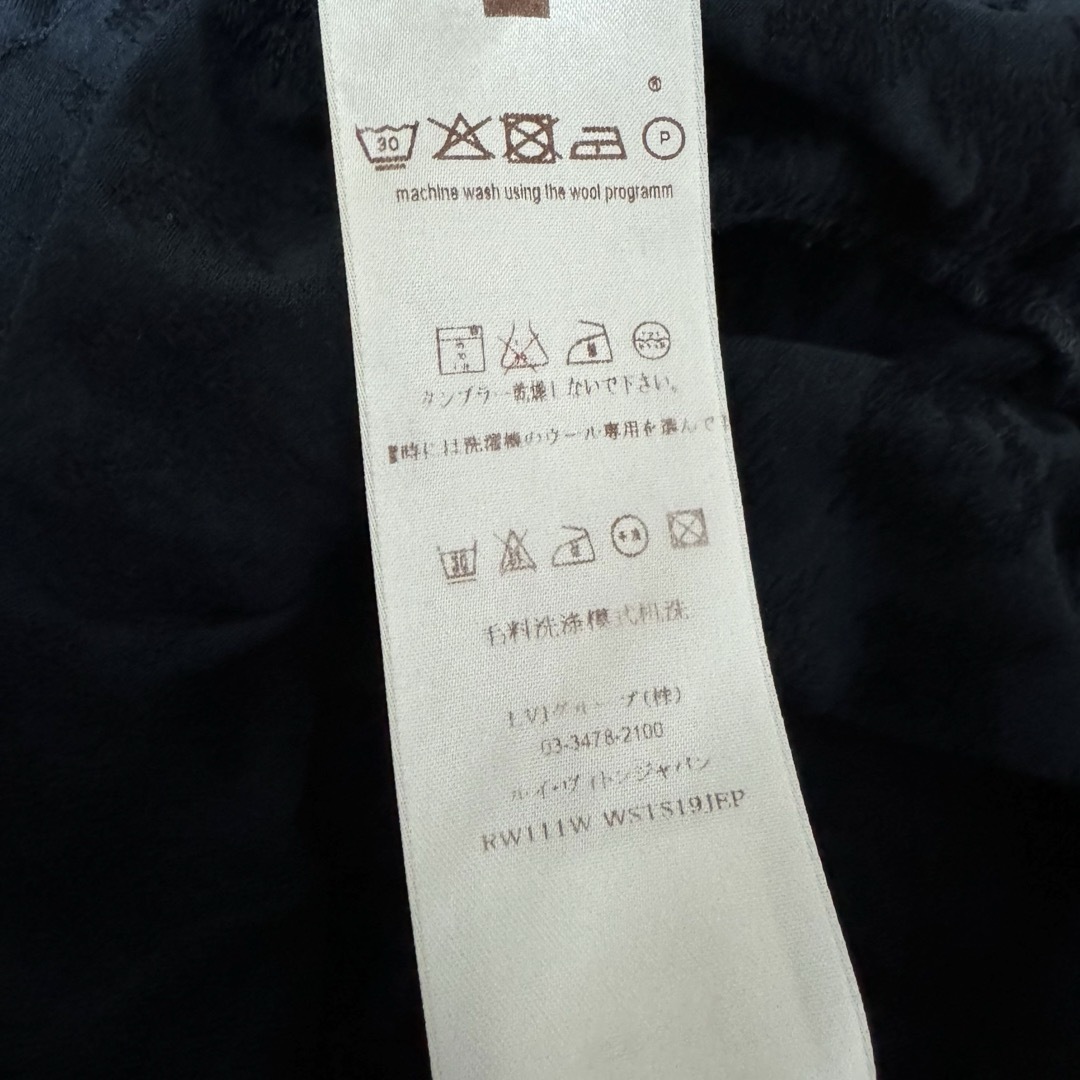 30 P
machine wash using the wool programm
タンブラー乾燥しないで下さい。
時には洗濯機のウール専用を選んで
30
毛料洗涤模式机洗
LVJグループ(株)
03-3478-2100
ルイ・ヴィトンジャパン
RW111W WS1S19JEP